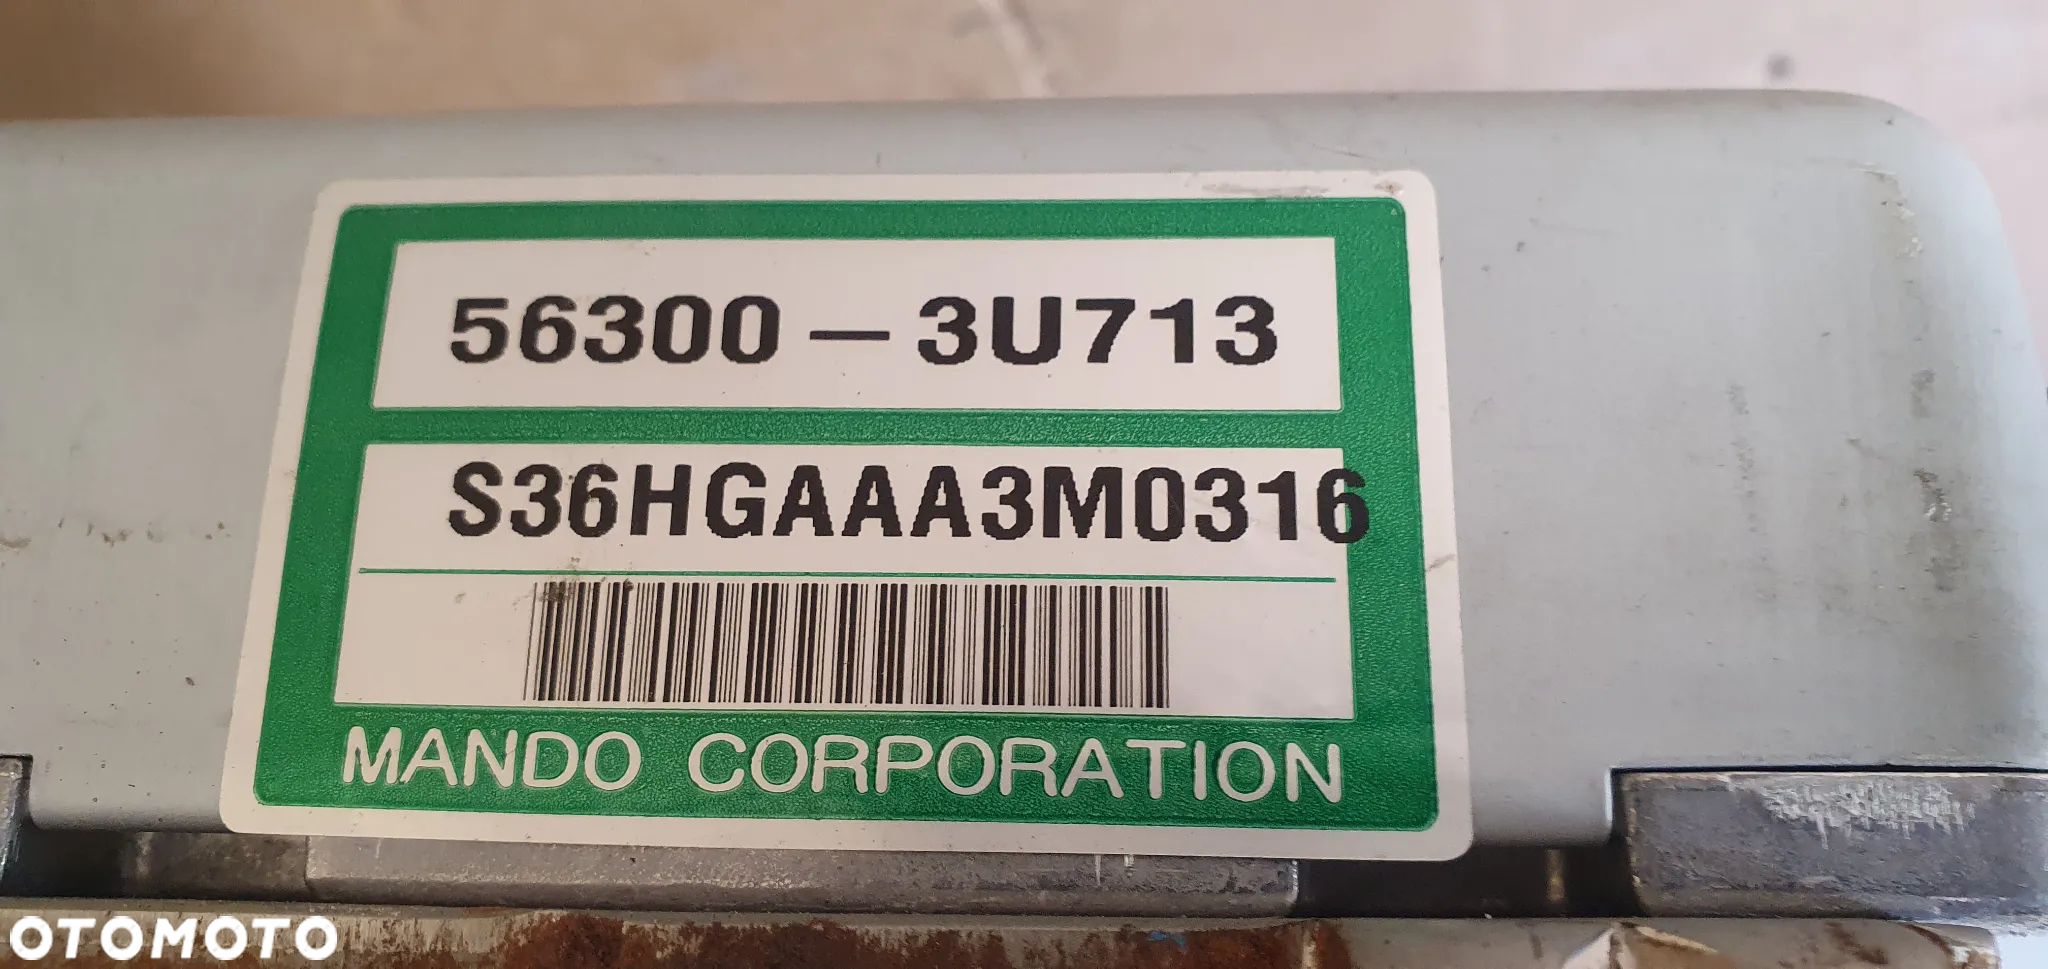 56300-3U713
S36HGAAA3M0316
MANDO CORPORATION
OTOMOTO